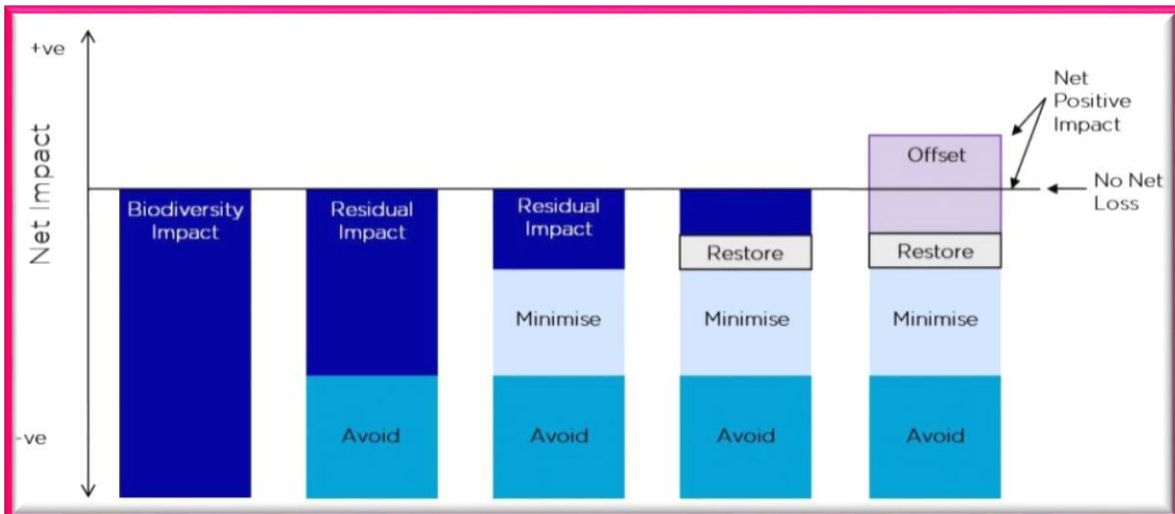 +ve
Net Impact
-ve
Biodiversity
Impact
Residual
Impact
Avoid
Residual
Impact
Minimise
Avoid
Restore
Minimise
Avoid
Offset
Restore
Minimise
Avoid
Net
Positive
Impact
No Net
Loss